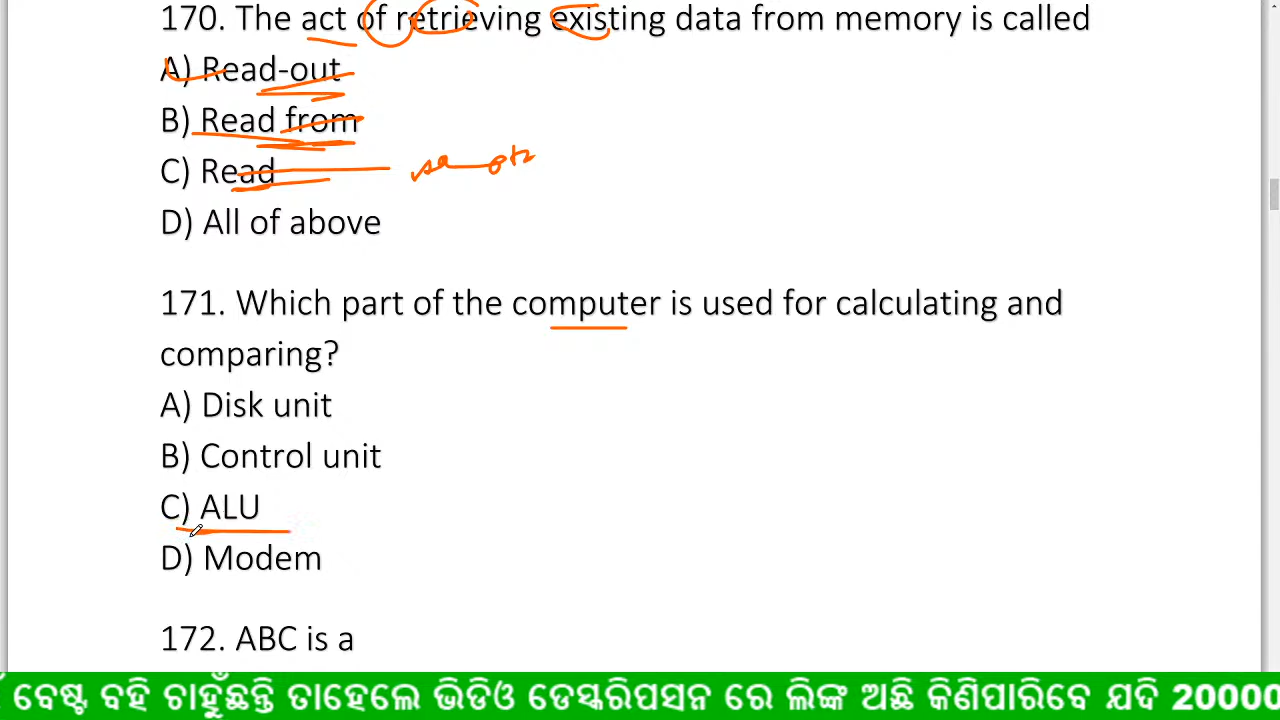 170. The act of retrieving existing data from memory is called
A) Read-out
B) Read from
C) Read
D) All of above
171. Which part of the computer is used for calculating and
comparing?
A) Disk unit
B) Control unit
C) ALU
D) Modem
172. ABC is a
ବେଷ୍ଟ ବହି ଚାହୁଁଛନ୍ତି ତାହେଲେ ଭିଡିଓ ଡେସ୍କରିପସନ ରେ ଲିଙ୍କ ଅଛି କିଣିପାରିବେ ଯଦି 20000